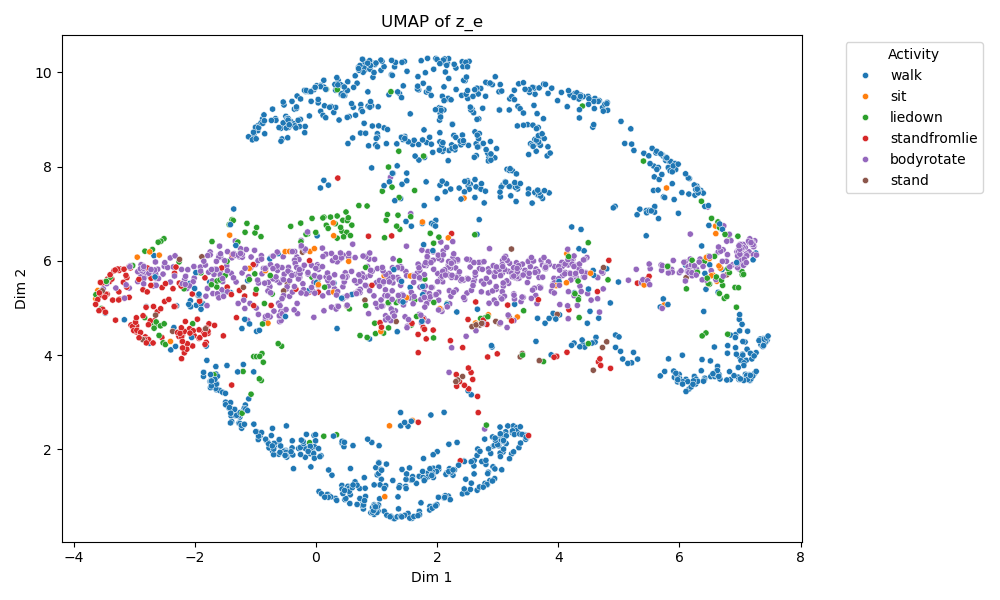 UMAP of z_e
Activity
walk
sit
liedown
standfromlie
bodyrotate
stand
10
8
6
4
2
Dim 2
−4
−2
0
2
4
6
8
Dim 1